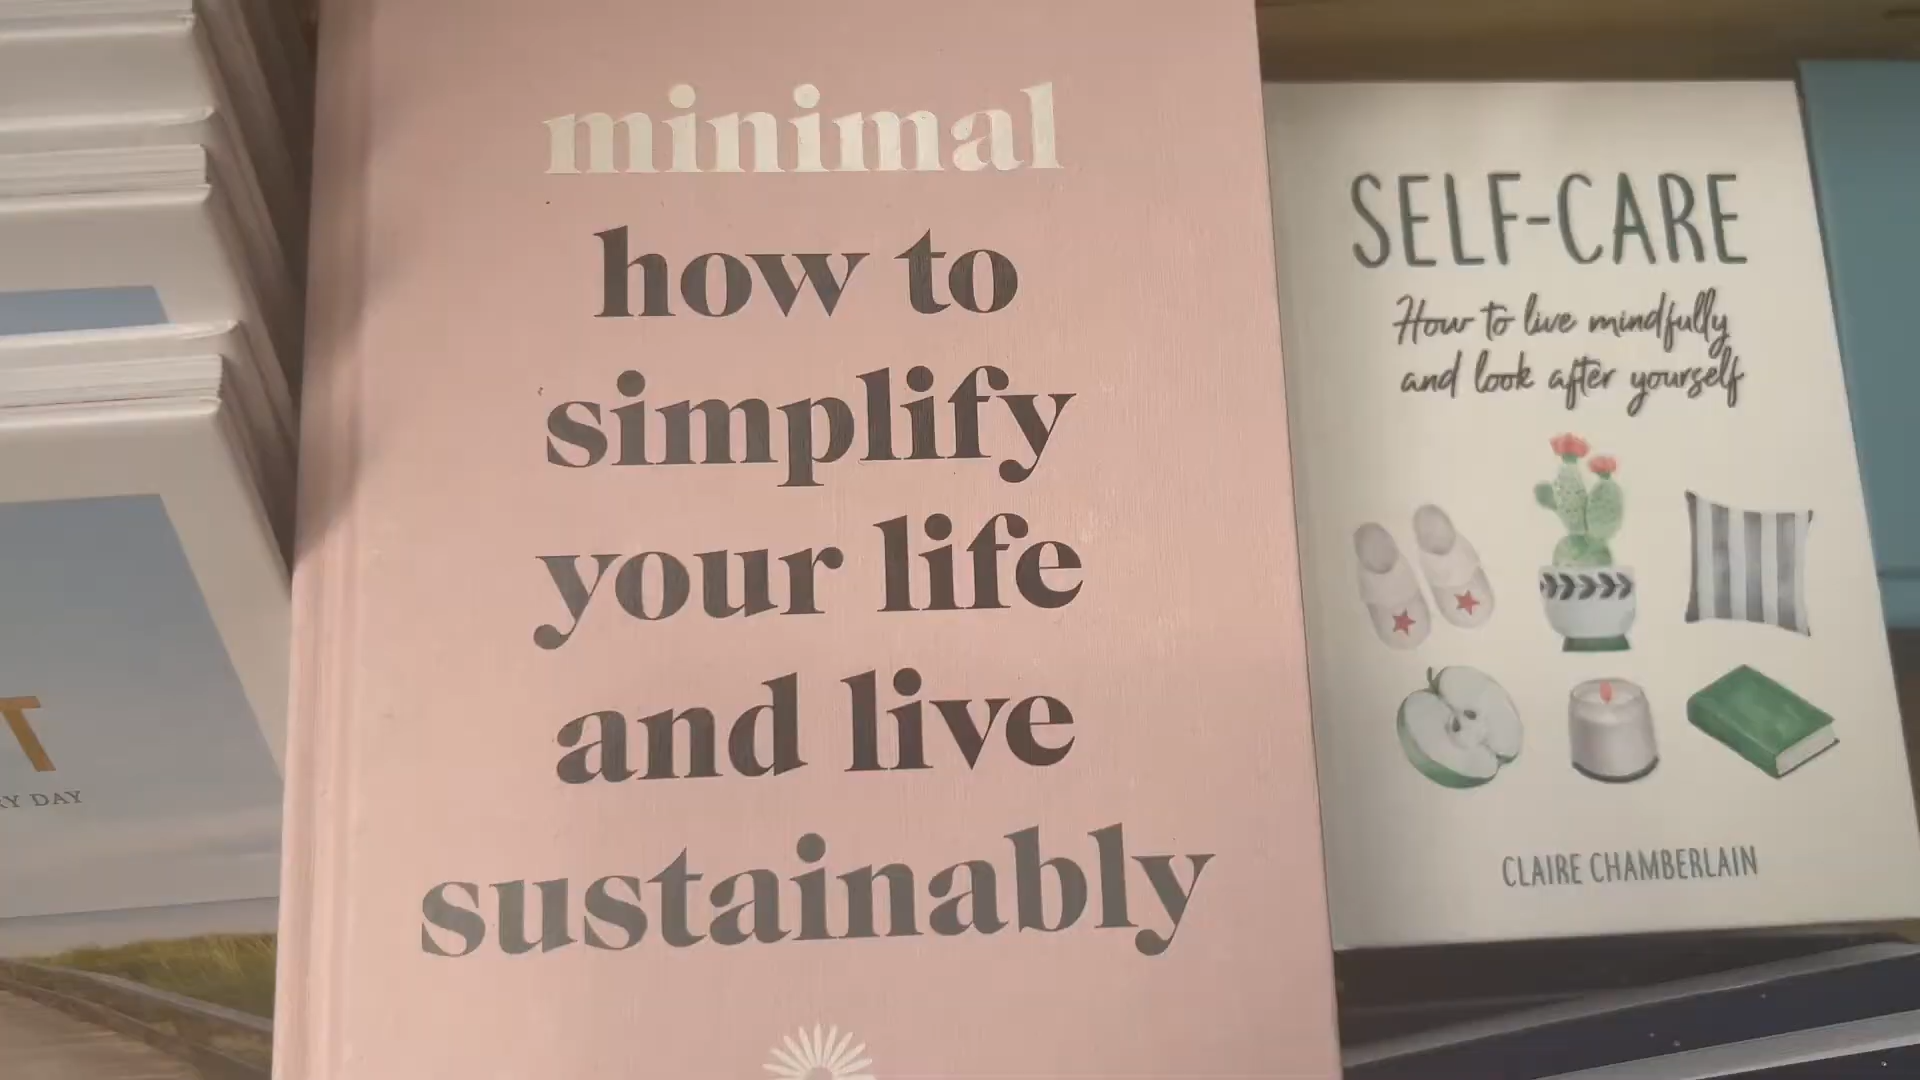 minimal
how to
simplify
your life
and live
sustainably
SELF-CARE
How to live mindfully
and look after yourself
CLAIRE CHAMBERLAIN
DAY